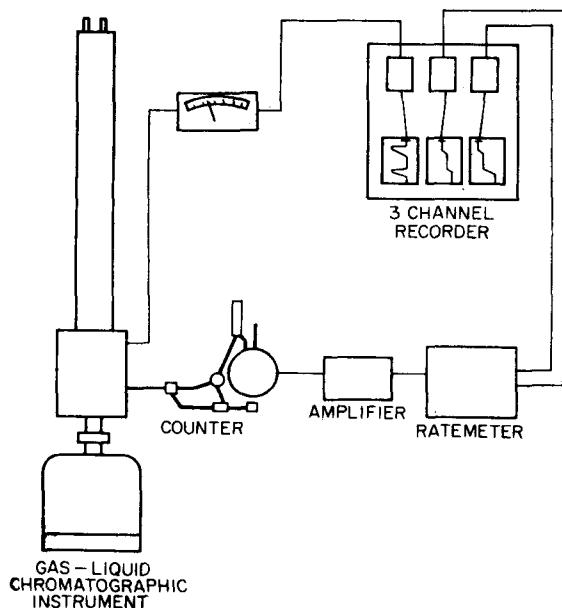 3 CHANNEL
RECORDER
COUNTER
AMPLIFIER
RATEMETER
GAS-LIQUID
CHROMATOGRAPHIC
INSTRUMENT